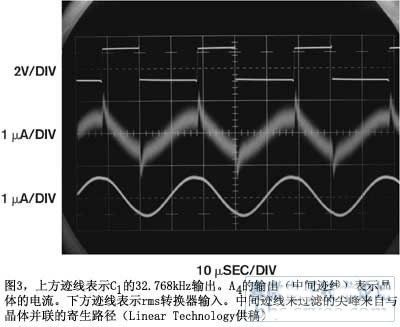 2V/DIV
1 μA/DIV
1 μA/DIV
10 μSEC/DIV
图3，上方迹线表示C1的32.768kHz输出。A4的输出（中间迹线）表示晶
体的电流。下方迹线表示rms转换器输入。中间迹线未过滤的尖峰来自与
晶体并联的寄生路径（Linear Technology供稿）